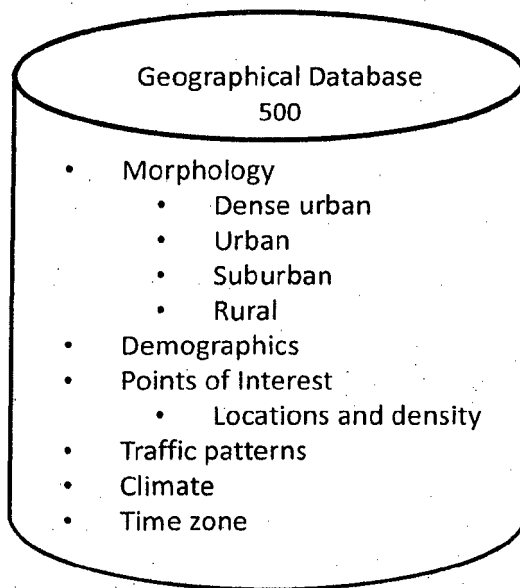 Geographical Database
500
• Morphology
• Dense urban
• Urban
• Suburban
• Rural
• Demographics
• Points of Interest
• Locations and density
• Traffic patterns
• Climate
• Time zone